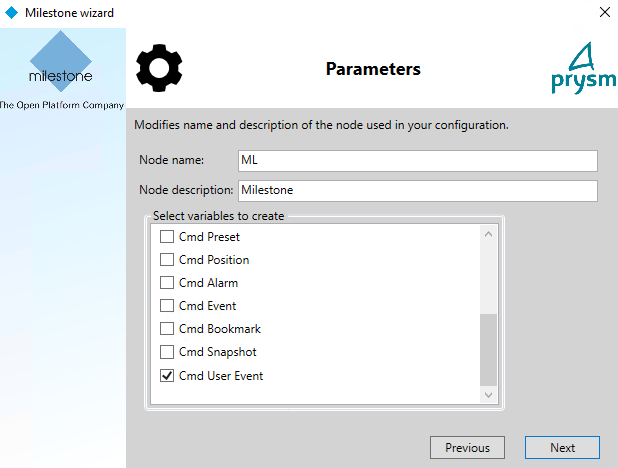 Milestone wizard
milestone
The Open Platform Company
Parameters
prysm
Modifies name and description of the node used in your configuration.
Node name: ML
Node description: Milestone
Select variables to create
Cmd Preset
Cmd Position
Cmd Alarm
Cmd Event
Cmd Bookmark
Cmd Snapshot
Cmd User Event
Previous Next